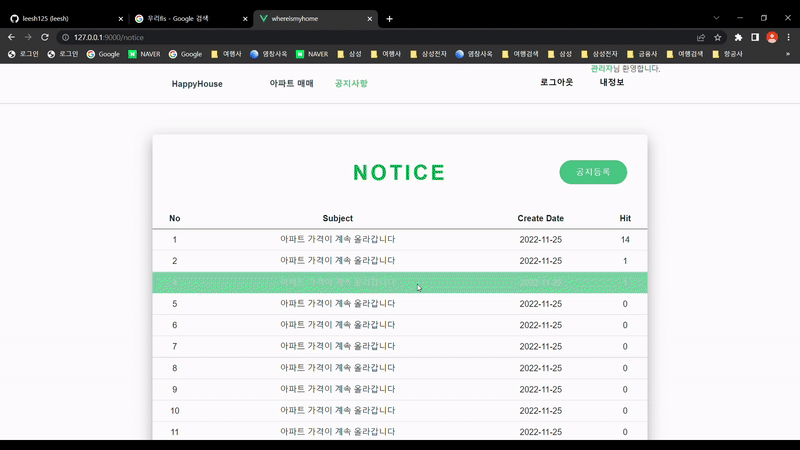 leesh125 (leesh)
우리fis - Google 검색
whereismyhome
127.0.0.1:9000/notice
로그인 로그인 Google NAVER Google 여행사 염창사옥 NAVER 삼성 여행사 삼성전자 염창사옥 여행검색 삼성 삼성전자 금융사 여행검색 항공사 »
관리자님 환영합니다.
HappyHouse 아파트 매매 공지사항 로그아웃 내정보
NOTICE 공지등록
No Subject Create Date Hit
1 아파트 가격이 계속 올라갑니다 2022-11-25 14
2 아파트 가격이 계속 올라갑니다 2022-11-25 1
아파트 가격이 계속 올라갑니다 2022-11-25
5 아파트 가격이 계속 올라갑니다 2022-11-25 0
6 아파트 가격이 계속 올라갑니다 2022-11-25 0
7 아파트 가격이 계속 올라갑니다 2022-11-25 0
8 아파트 가격이 계속 올라갑니다 2022-11-25 0
9 아파트 가격이 계속 올라갑니다 2022-11-25 0
10 아파트 가격이 계속 올라갑니다 2022-11-25 0
11 아파트 가격이 계속 올라갑니다 2022-11-25 0